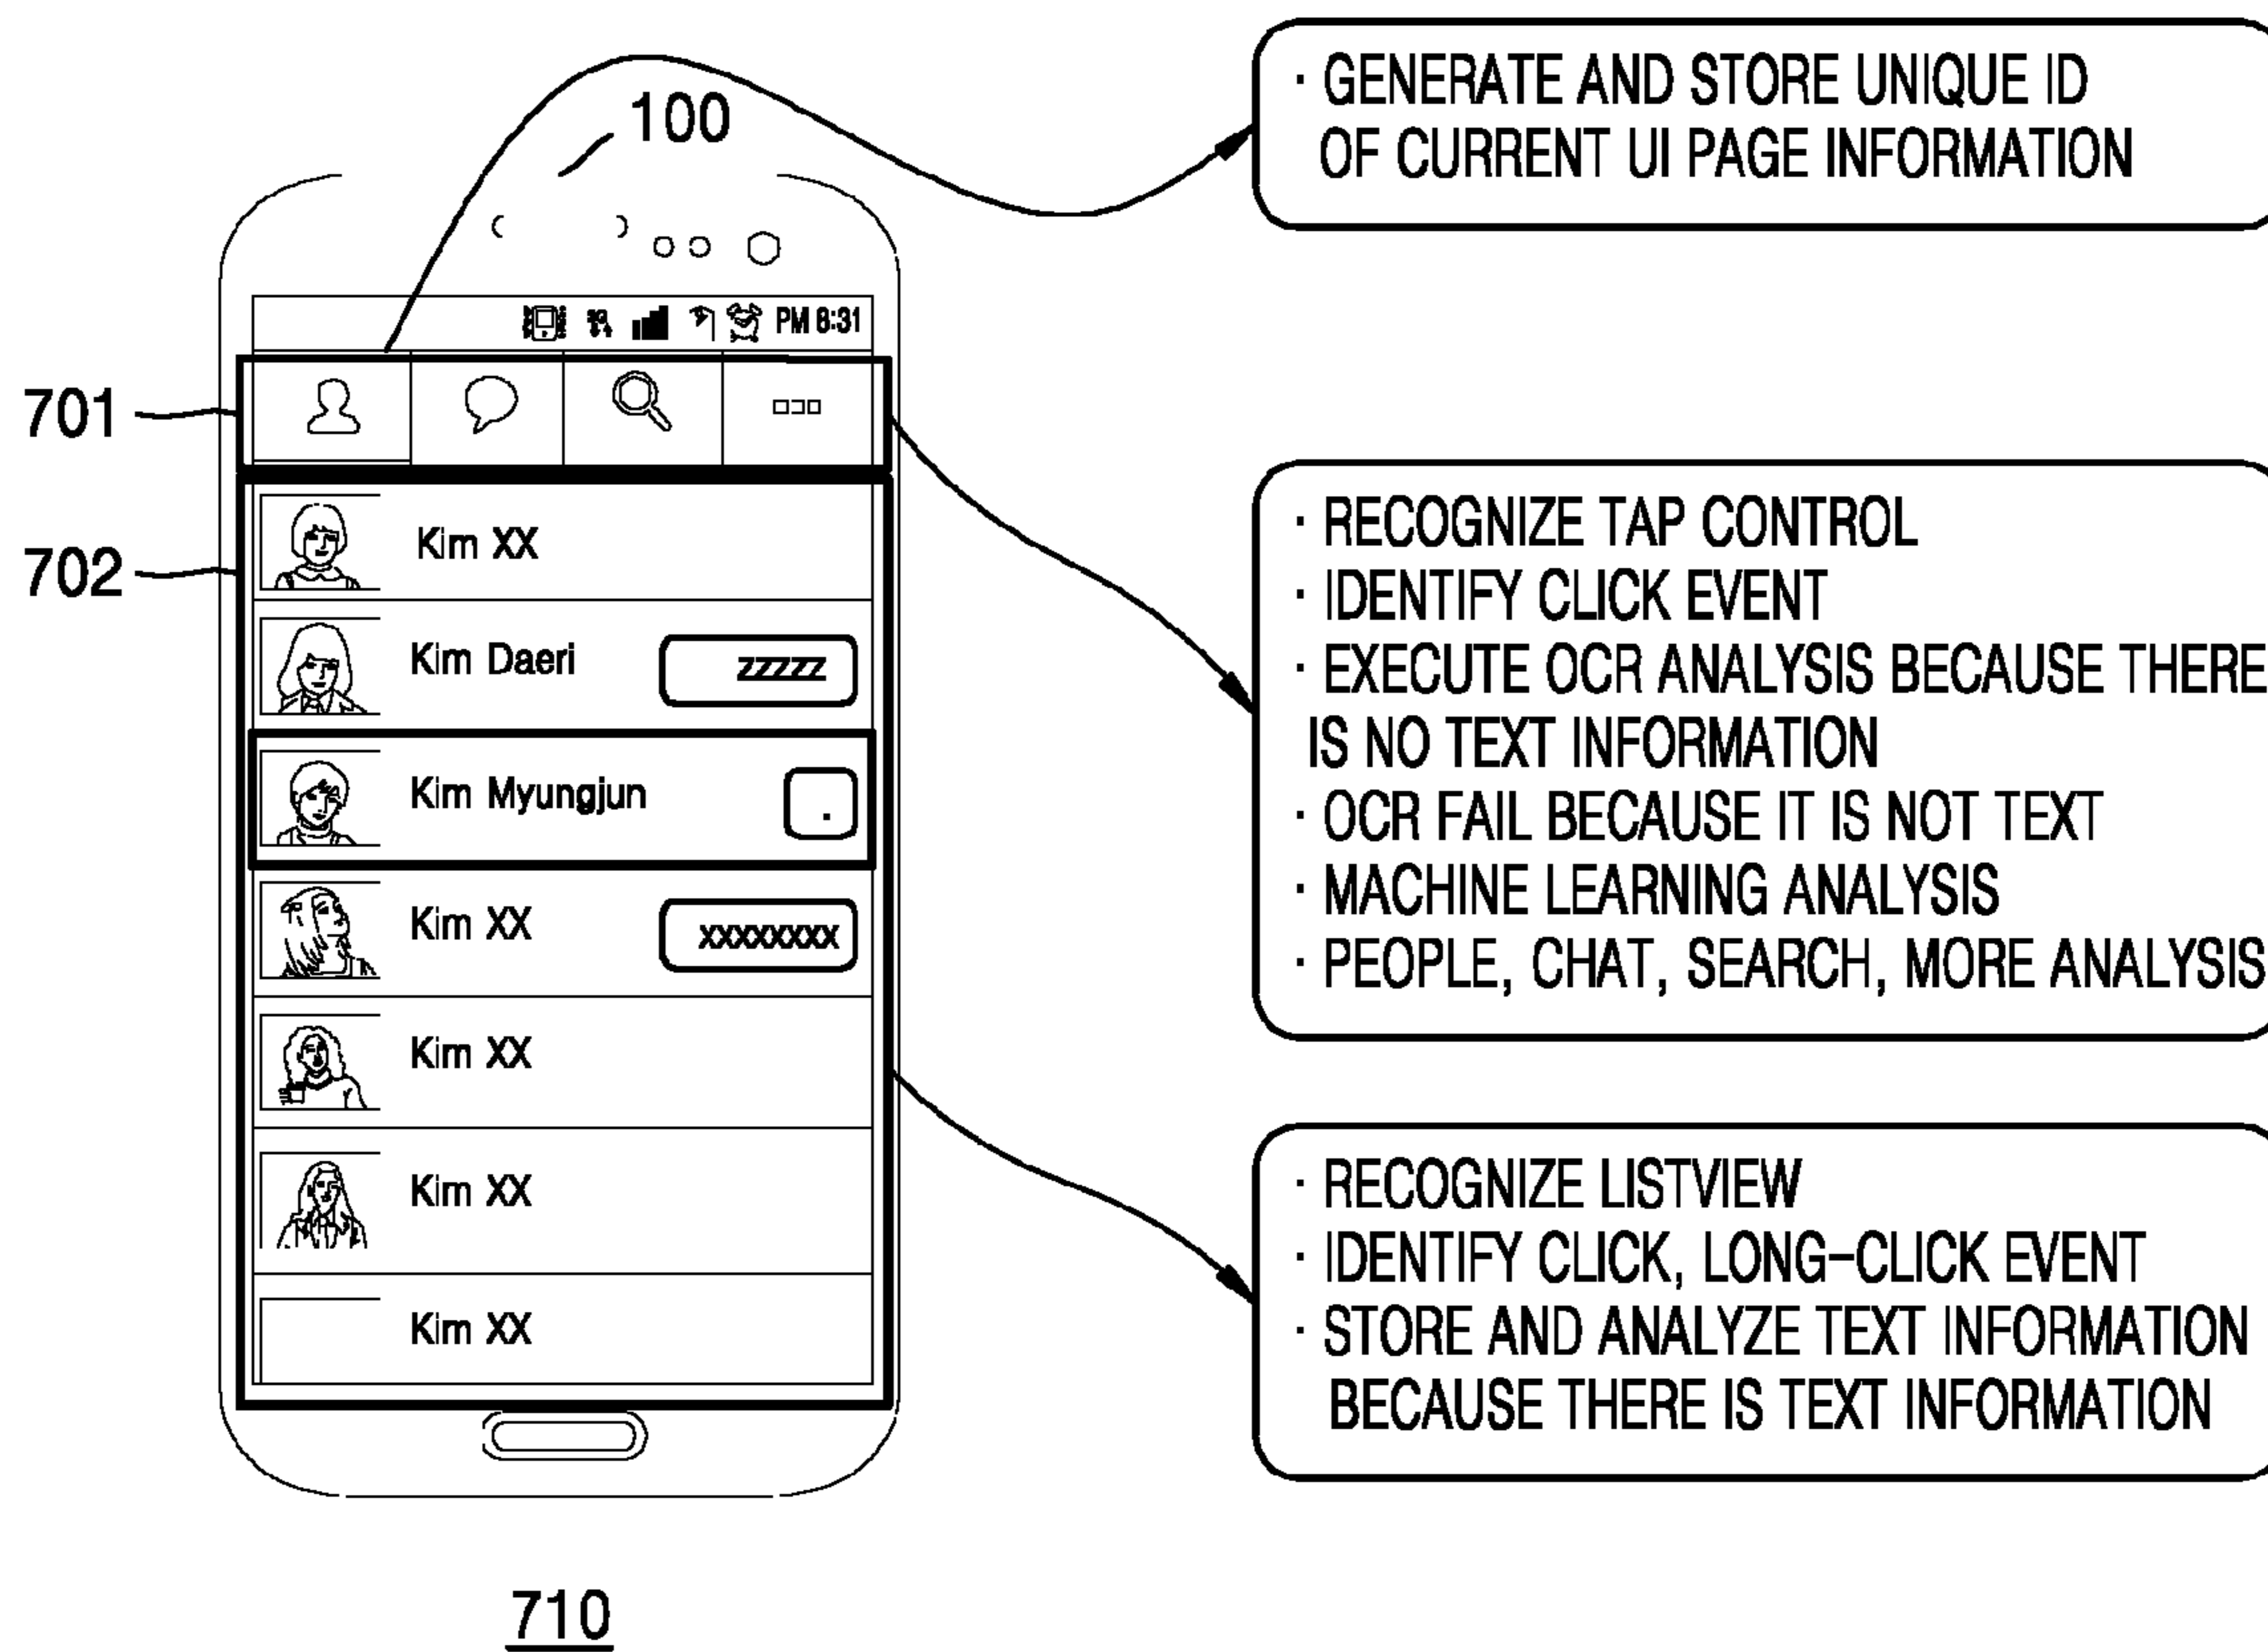 100
PM 8:31
701
702
Kim XX
Kim Daeri
zzzzz
Kim Myungjun
.
Kim XX
XXXXXXXX
Kim XX
Kim XX
Kim XX
710
· GENERATE AND STORE UNIQUE ID
OF CURRENT UI PAGE INFORMATION
· RECOGNIZE TAP CONTROL
· IDENTIFY CLICK EVENT
· EXECUTE OCR ANALYSIS BECAUSE THERE
IS NO TEXT INFORMATION
· OCR FAIL BECAUSE IT IS NOT TEXT
· MACHINE LEARNING ANALYSIS
· PEOPLE, CHAT, SEARCH, MORE ANALYSIS
· RECOGNIZE LISTVIEW
· IDENTIFY CLICK, LONG-CLICK EVENT
· STORE AND ANALYZE TEXT INFORMATION
BECAUSE THERE IS TEXT INFORMATION